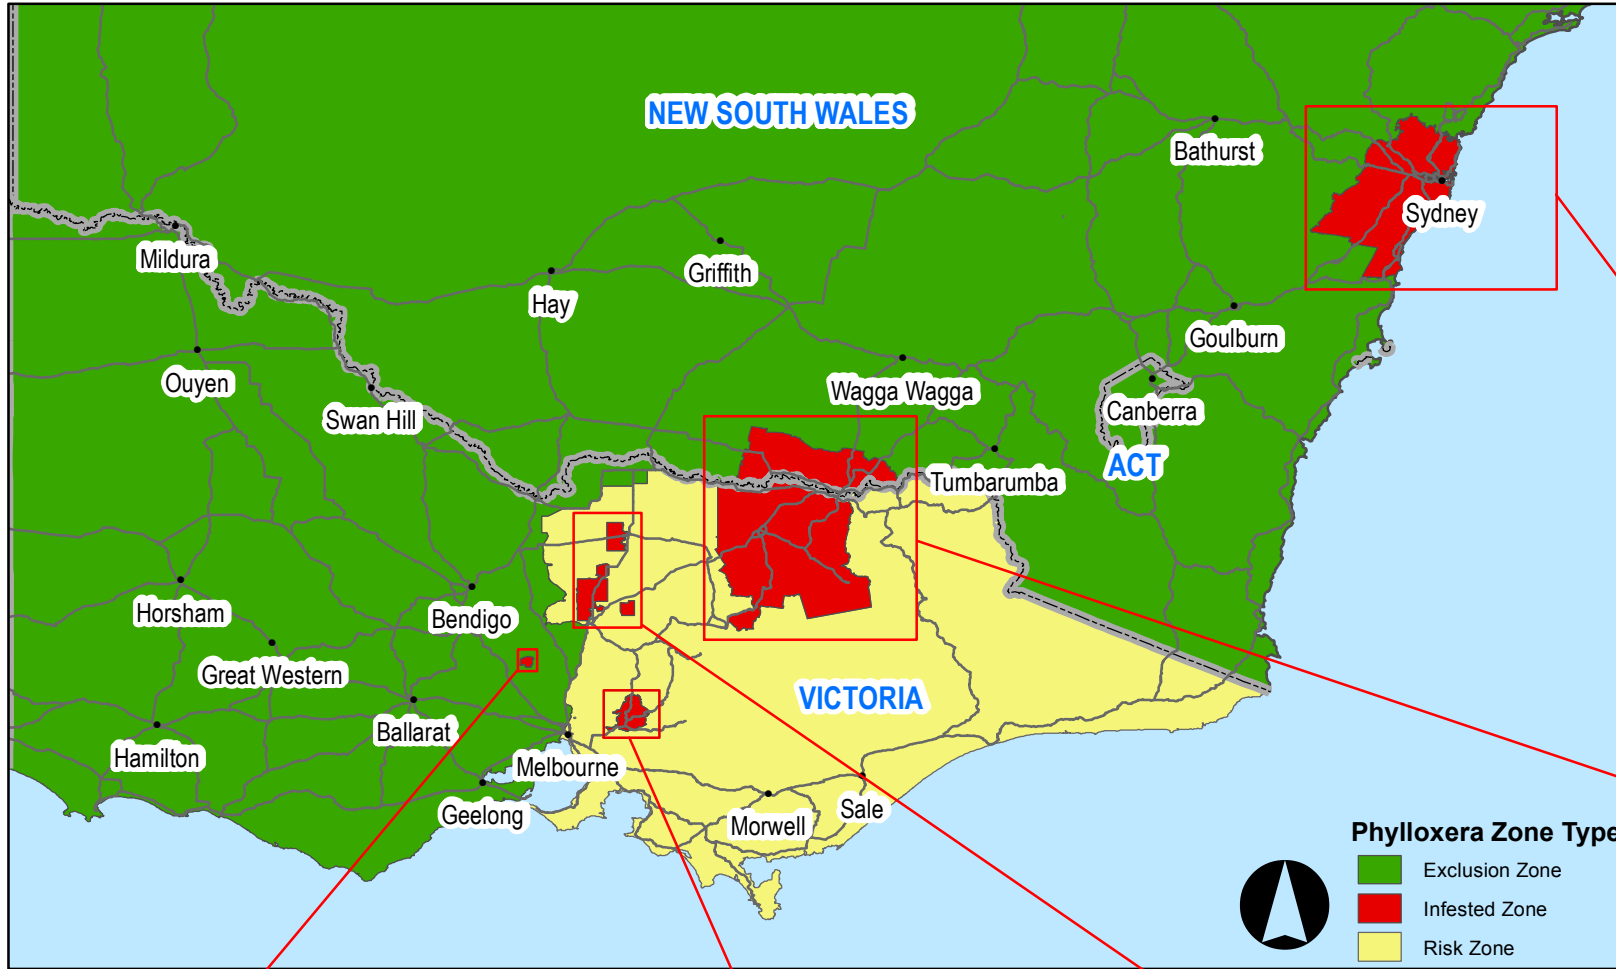 NEW SOUTH WALES
Bathurst
Sydney
Mildura
Griffith
Hay
Goulburn
Ouyen
Wagga Wagga
Canberra
Swan Hill
ACT
Tumbarumba
Horsham
Bendigo
Great Western
VICTORIA
Ballarat
Hamilton
Melbourne
Geelong
Sale
Morwell
Phylloxera Zone Type
Exclusion Zone
Infested Zone
Risk Zone